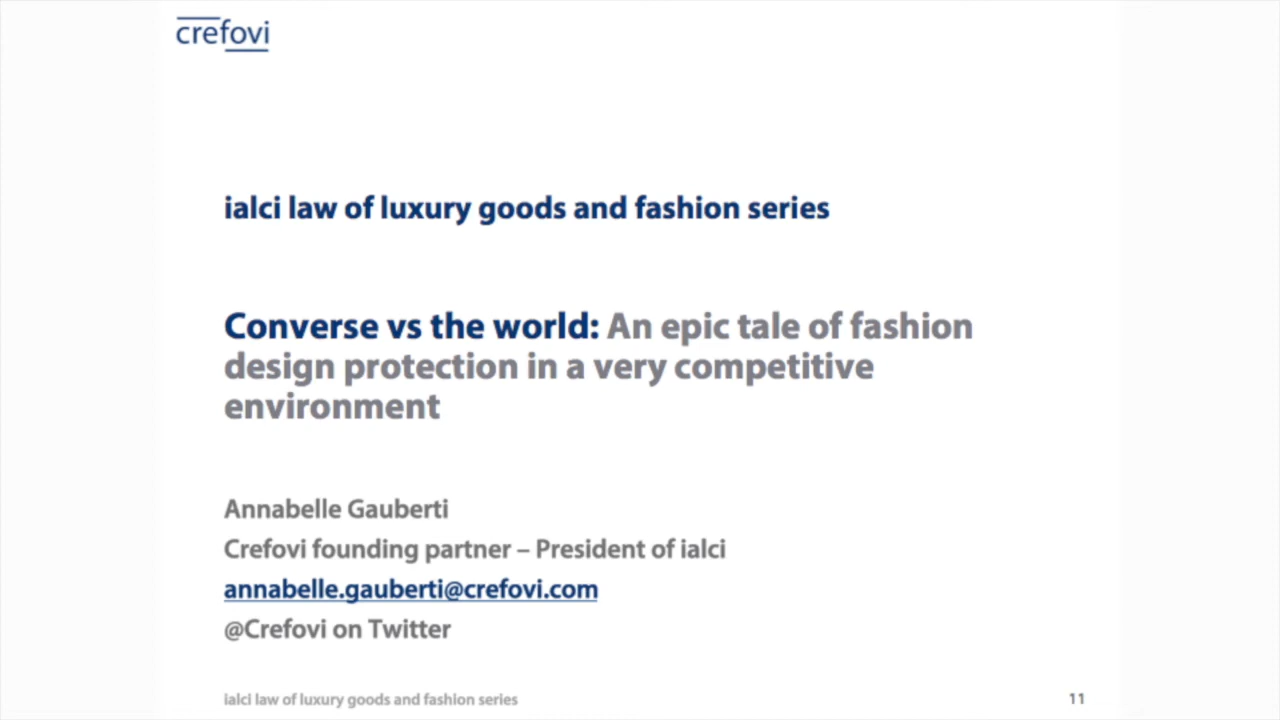 crefovi
ialci law of luxury goods and fashion series
Converse vs the world: An epic tale of fashion
design protection in a very competitive
environment
Annabelle Gauberti
Crefovi founding partner – President of ialci
annabelle.gauberti@crefovi.com
@Crefovi on Twitter
ialci law of luxury goods and fashion series
11